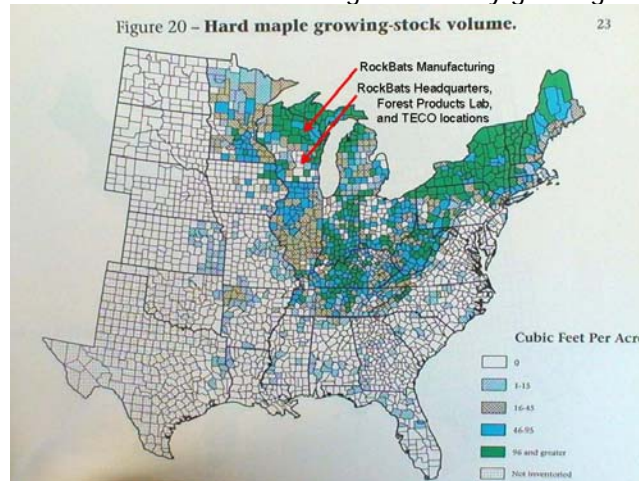 Figure 20 – Hard maple growing-stock volume.
23
RockBats Manufacturing
RockBats Headquarters,
Forest Products Lab,
and TECO locations
Cubic Feet Per Acre
0
1-15
16-45
46-95
96 and greater
Not inventoried